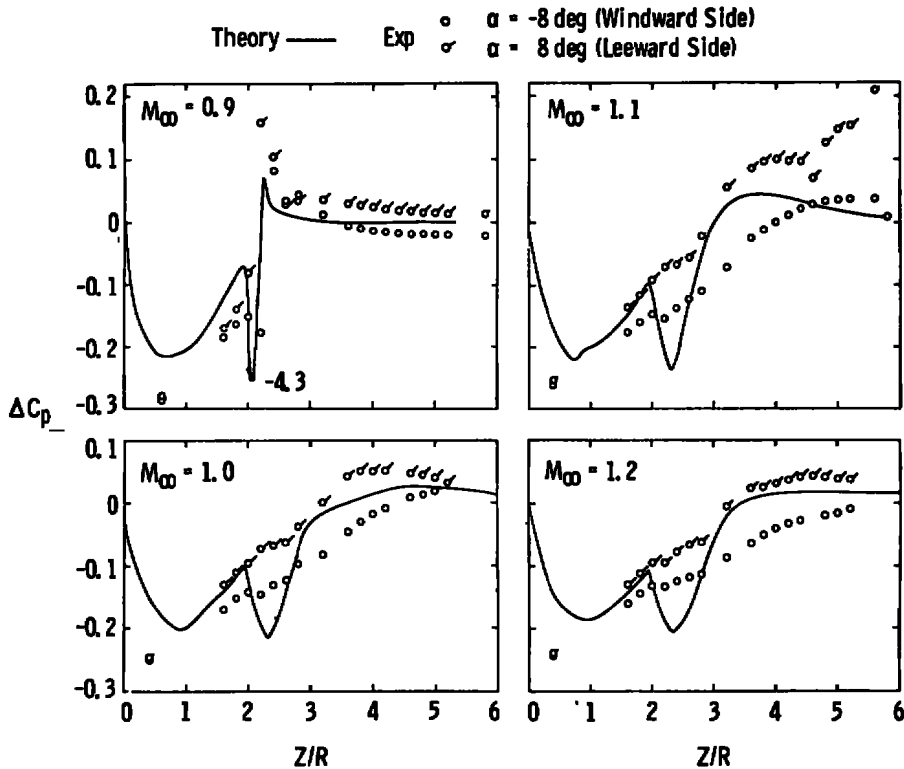 Theory Exp α = -8 deg (Windward Side)
α = 8 deg (Leeward Side)
M∞ = 0.9
M∞ = 1.1
0.2
0.1
0
-0.1
-0.2
-0.3
-4.3
ΔCp_
M∞ = 1.0
M∞ = 1.2
0.1
0
-0.1
-0.2
-0.3
0 1 2 3 4 5 6
0 1 2 3 4 5 6
Z/R
Z/R